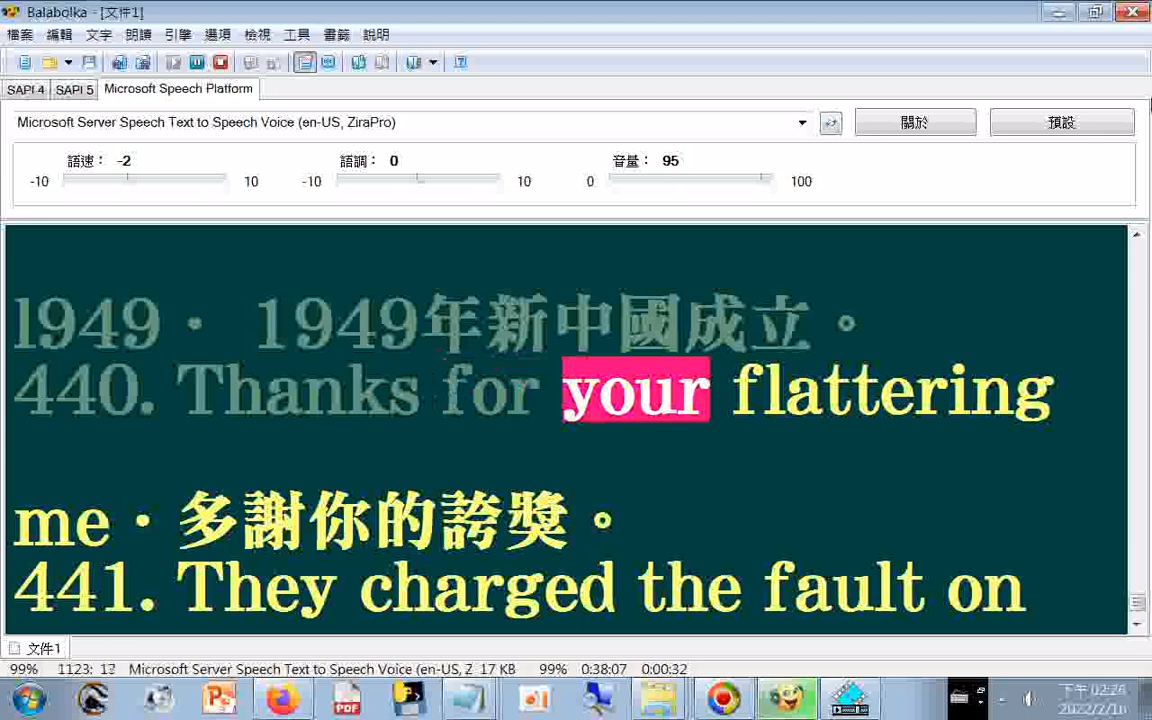 Balabolka - [文件1]
檔案 編輯 文字 朗讀 引擎 選項 檢視 工具 書籤 說明
SAPI 4 SAPI 5 Microsoft Speech Platform
Microsoft Server Speech Text to Speech Voice (en-US, ZiraPro) 關於 預設
語速： -2 語調： 0 音量： 95
-10 10 -10 10 0 100
1949． 1949年新中國成立。
440. Thanks for your flattering
me．多謝你的誇獎。
441. They charged the fault on
文件1
99% 1123: 13 Microsoft Server Speech Text to Speech Voice (en-US, Z 17 KB 99% 0:38:07 0:00:32
PDF
下午 02:24